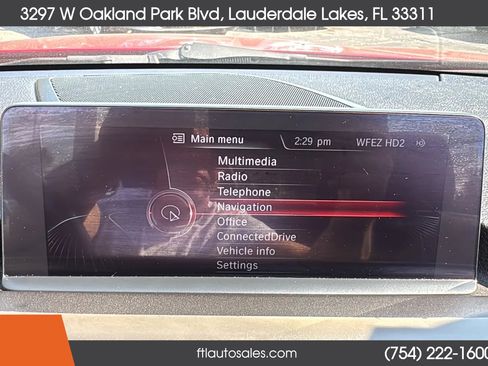 3297 W Oakland Park Blvd, Lauderdale Lakes, FL 33311
Main menu 2:29 pm WFEZ HD2
Multimedia
Radio
Telephone
Navigation
Office
ConnectedDrive
Vehicle info
Settings
ftlautosales.com (754) 222-1600